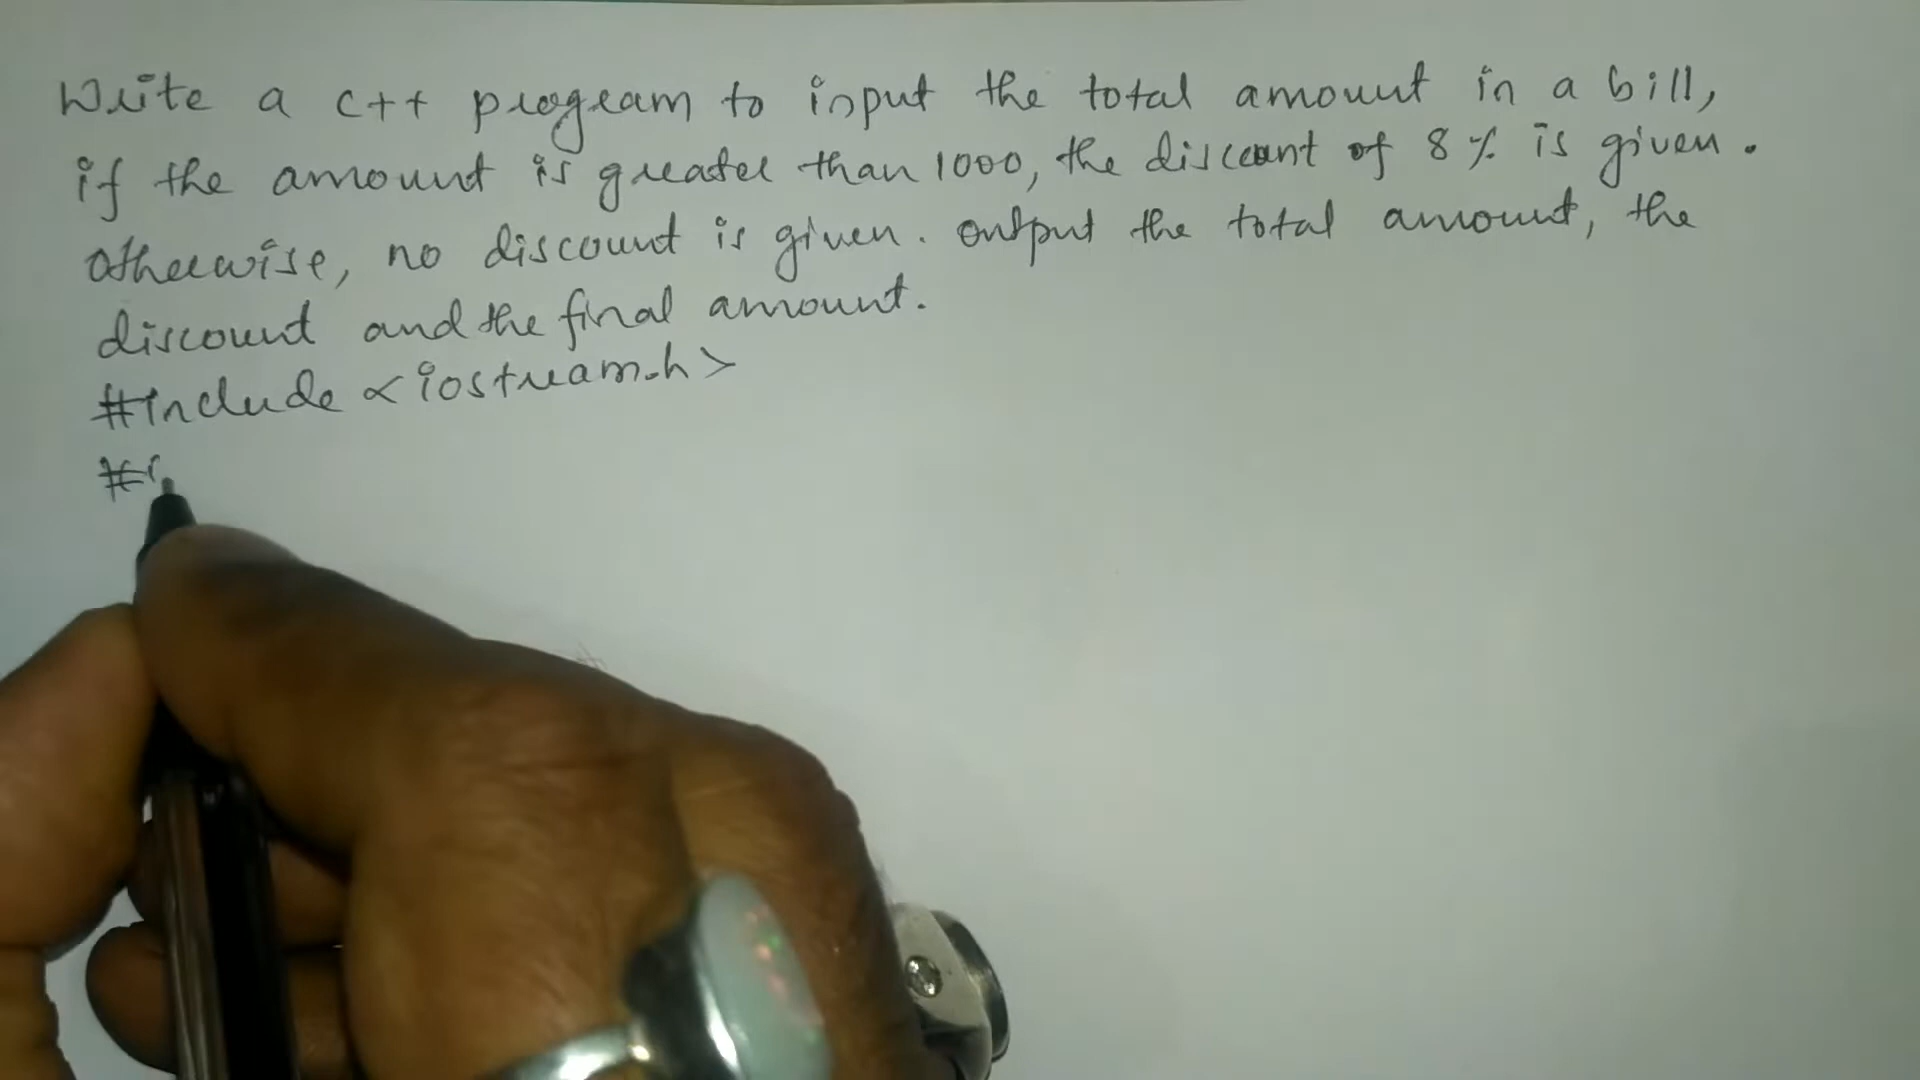 Write a c++ program to input the total amount in a bill,
if the amount is greater than 1000, the discount of 8 % is given.
otherwise, no discount is given. output the total amount, the
discount and the final amount.
#include <iostream.h>
#i